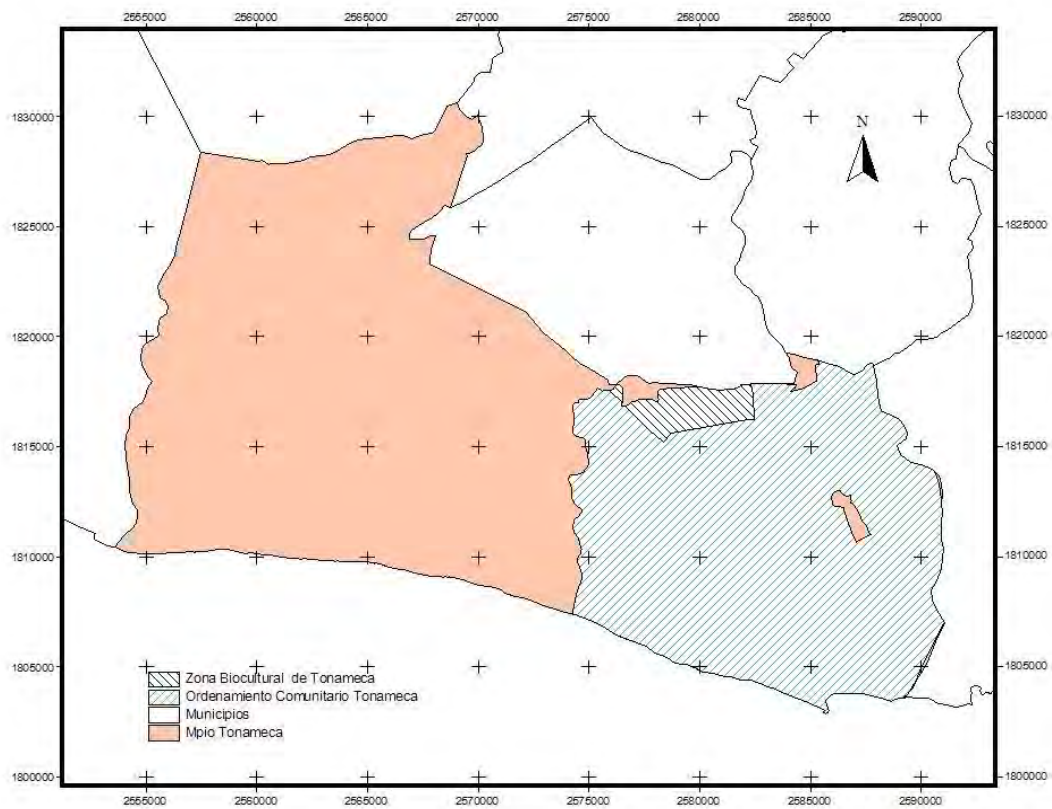 2555000 2560000 2565000 2570000 2575000 2580000 2585000 2590000
1830000 1830000
N
1825000 1825000
1820000 1820000
1815000 1815000
1810000 1810000
1805000 1805000
Zona Biocultural de Tonameca
Ordenamiento Comunitario Tonameca
Municipios
Mpio Tonameca
1800000 1800000
2555000 2560000 2565000 2570000 2575000 2580000 2585000 2590000